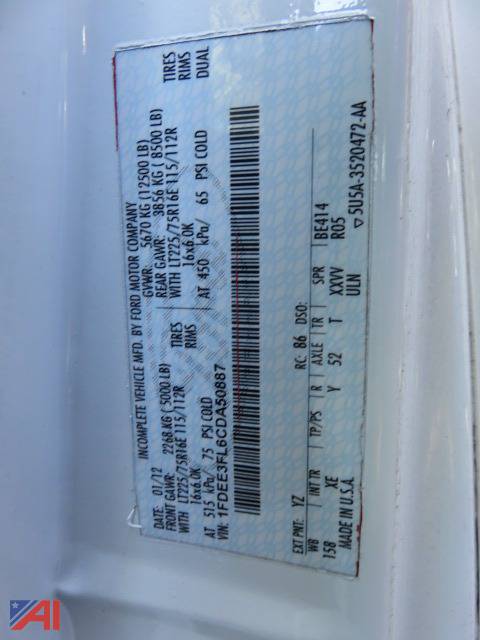 INCOMPLETE VEHICLE MFD. BY FORD MOTOR COMPANY
DATE: 01/12 GVWR: 5670 KG (12500 LB)
FRONT GAWR: 2268 KG (5000 LB) REAR GAWR: 3856 KG (8500 LB)
WITH LT225/75R16E 115/112R TIRES WITH LT225/75R16E 115/112R TIRES
16x6.0K RIMS 16x6.0K RIMS
AT 515 kPa/ 75 PSI COLD AT 450 kPa/ 65 PSI COLD DUAL
VIN: 1FDEE3FL6CDA50887
EXT PNT: YZ RC: 86 DSO:
WB INT TR TP/PS R AXLE TR SPR BE414
158 XE Y 52 T XXVV R05
MADE IN U.S.A. ULN ▽5U5A-3520472-AA
AI